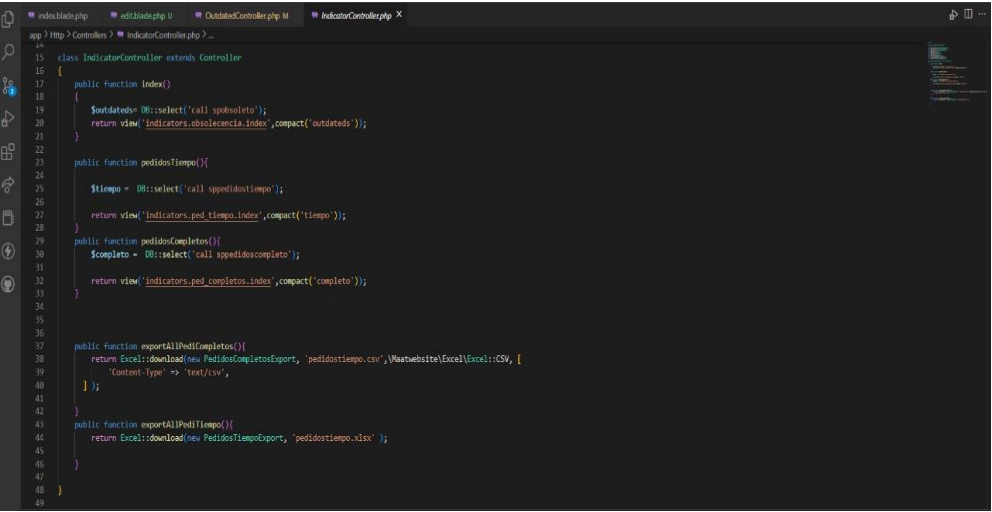 index.blade.php edit.blade.php U OutdatedController.php M IndicatorController.php X
app > Http > Controllers > IndicatorController.php > ...
14
15 class IndicatorController extends Controller
16 {
17 public function index()
18 {
19 $outdateds= DB::select('call spobsoleto');
20 return view('indicators.obsolecencia.index',compact('outdateds'));
21 }
22
23 public function pedidosTiempo(){
24
25 $tiempo = DB::select('call sppedidostiempo');
26
27 return view('indicators.ped_tiempo.index',compact('tiempo'));
28 }
29 public function pedidosCompletos(){
30 $completo = DB::select('call sppedidoscompleto');
31
32 return view('indicators.ped_completos.index',compact('completo'));
33 }
34
35
36
37 public function exportAllPediCompletos(){
38 return Excel::download(new PedidosCompletosExport, 'pedidostiempo.csv',\Maatwebsite\Excel\Excel::CSV, [
39 'Content-Type' => 'text/csv',
40 ] );
41
42 }
43 public function exportAllPediTiempo(){
44 return Excel::download(new PedidosTiempoExport, 'pedidostiempo.xlsx' );
45
46 }
47
48 }
49